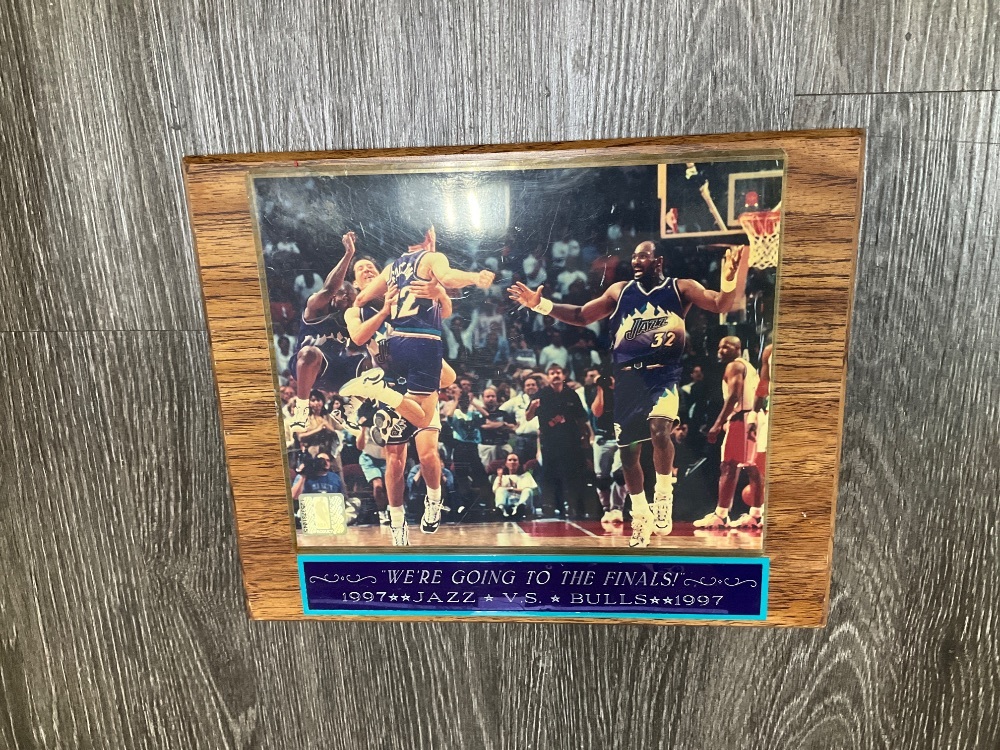 12
JAZZ
32
"WE'RE GOING TO THE FINALS!"
1997★★JAZZ ★ V.S. ★ BULLS★★1997